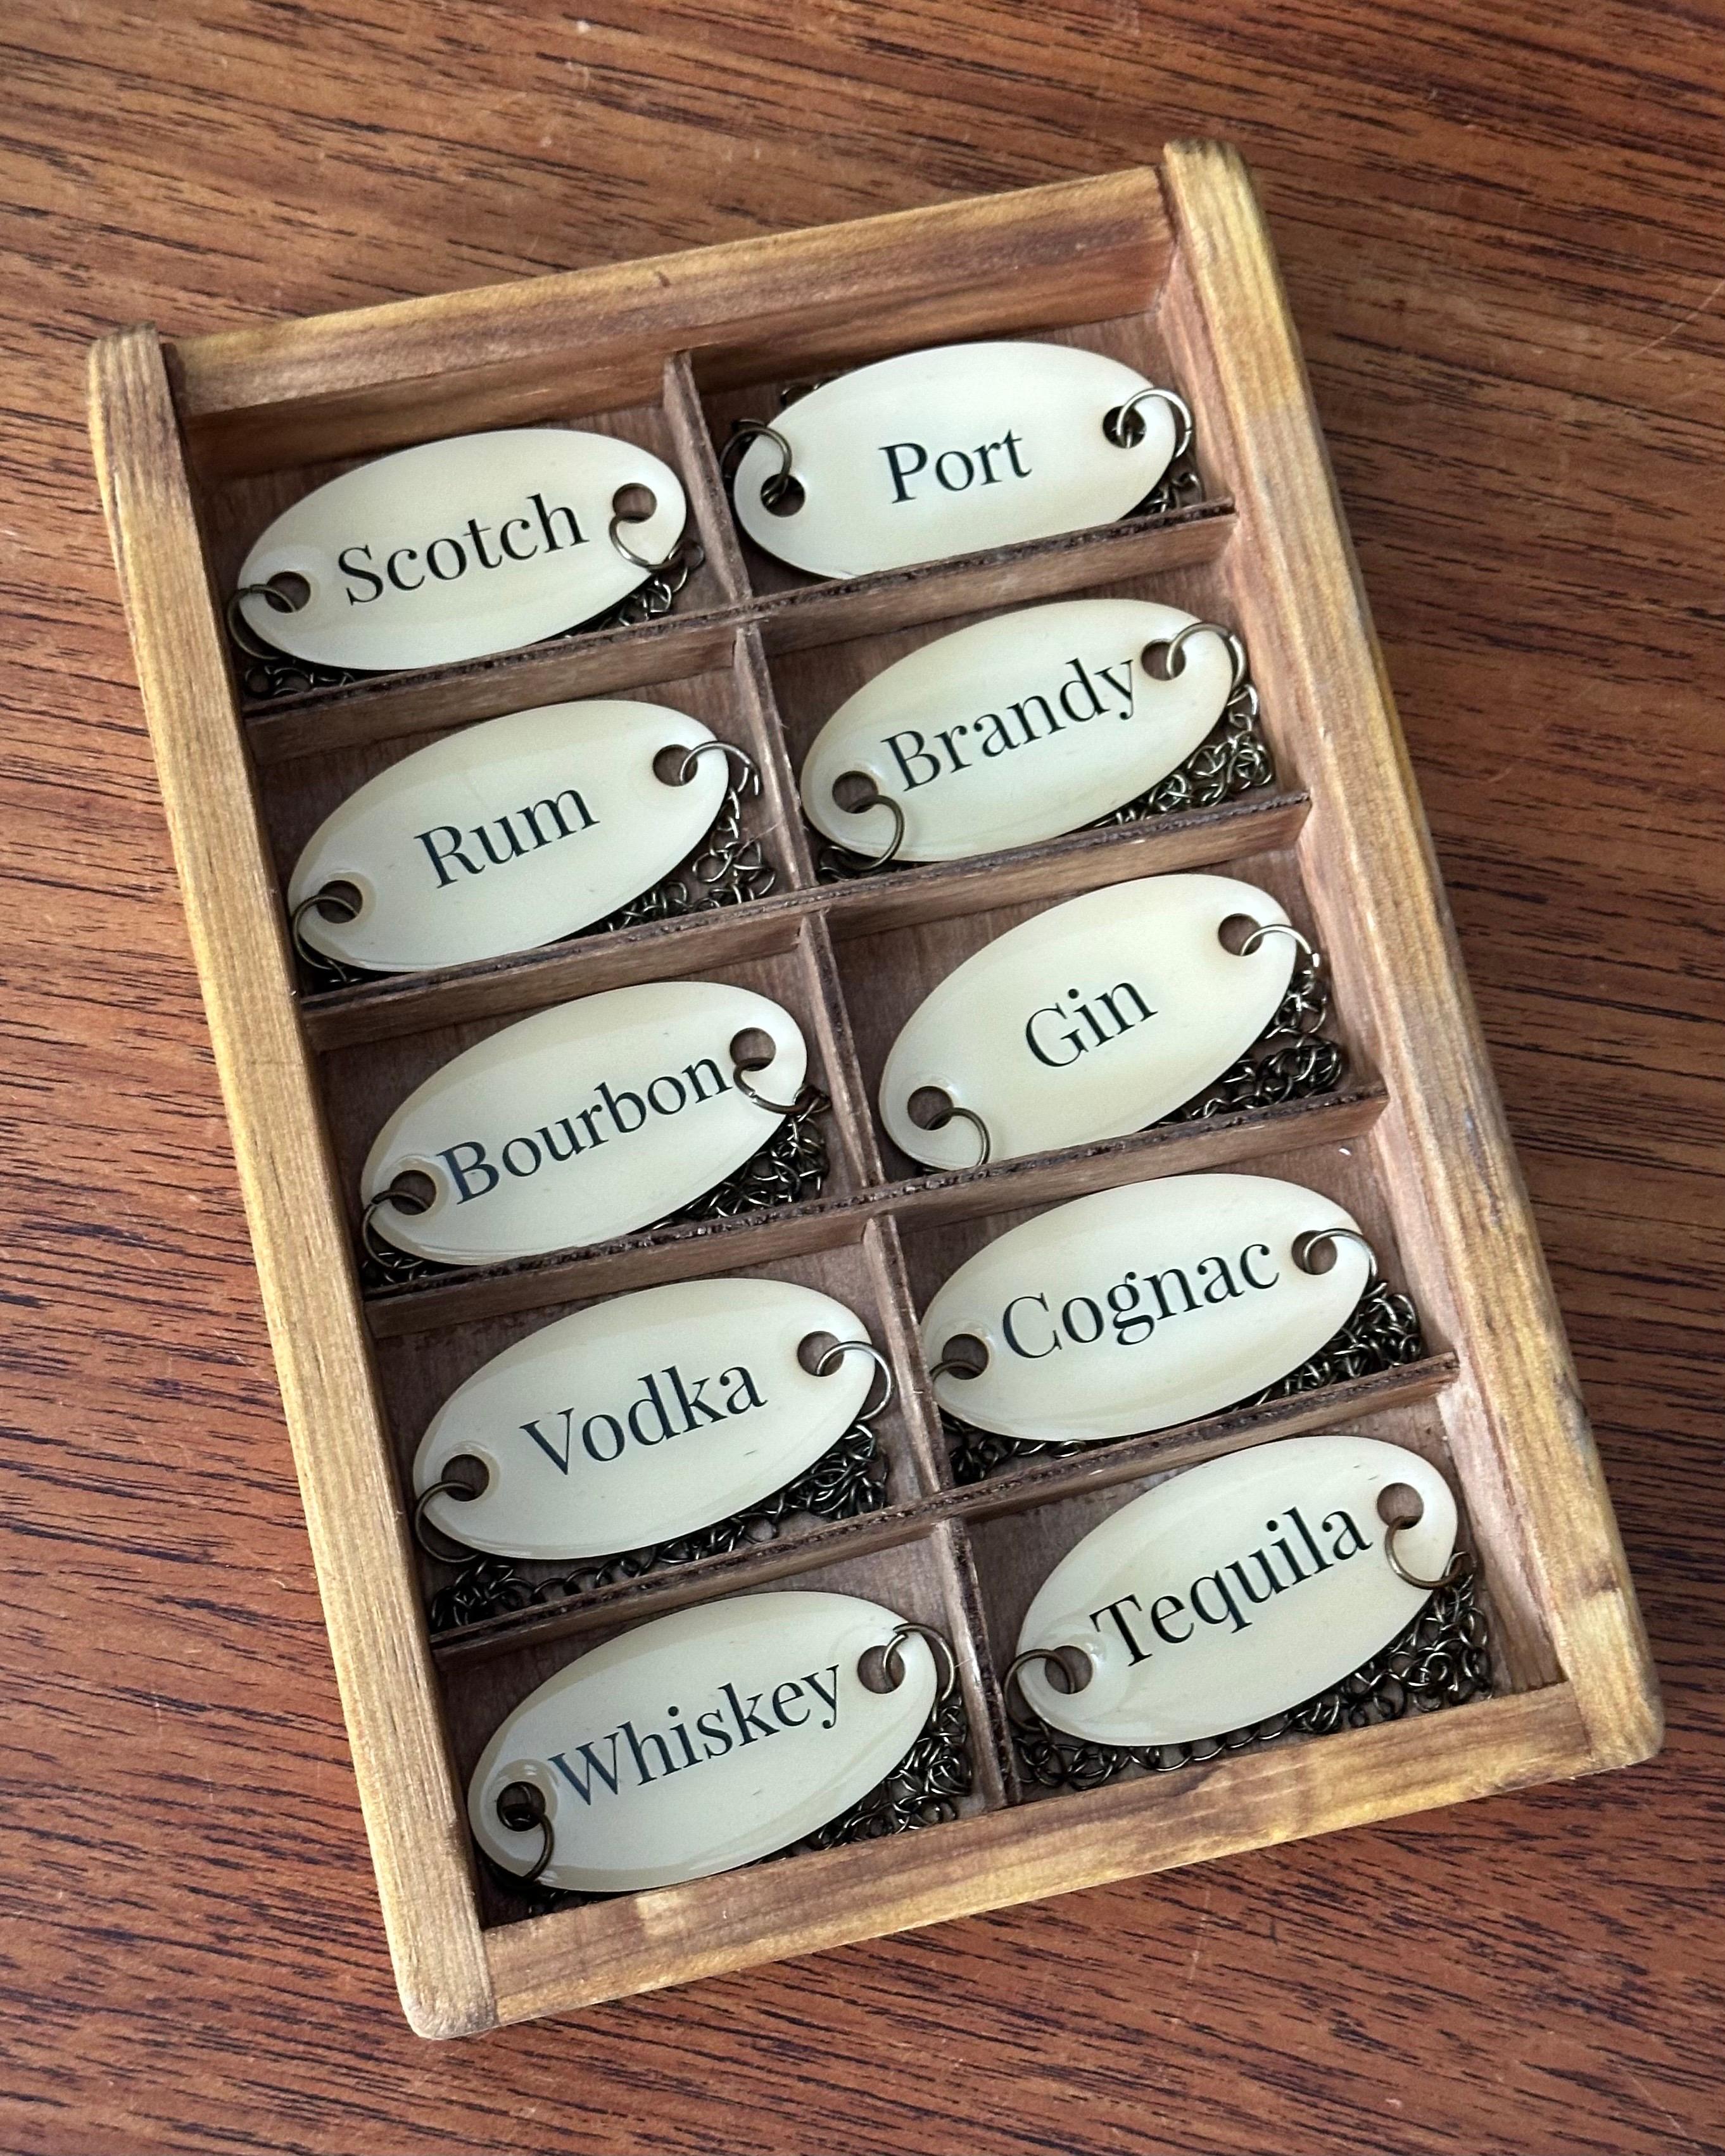 Scotch
Port
Rum
Brandy
Bourbon
Gin
Vodka
Cognac
Whiskey
Tequila